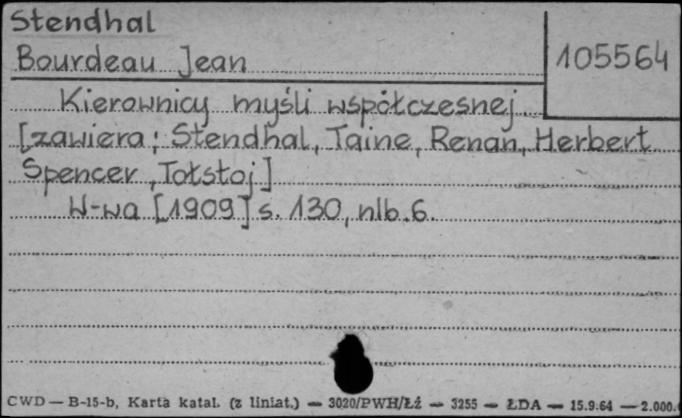 Stendhal
Bourdeau Jean
105564
Kierownicy myśli współczesnej
[zawiera: Stendhal, Taine, Renan, Herbert
Spencer, Tołstoj]
W-wa [1909] s. 130, nlb. 6.
CWD — B-15-b, Karta katal. (z liniat.) — 3020/PWH/Łź — 3255 — ŁDA — 15.9.64 — 2.000.